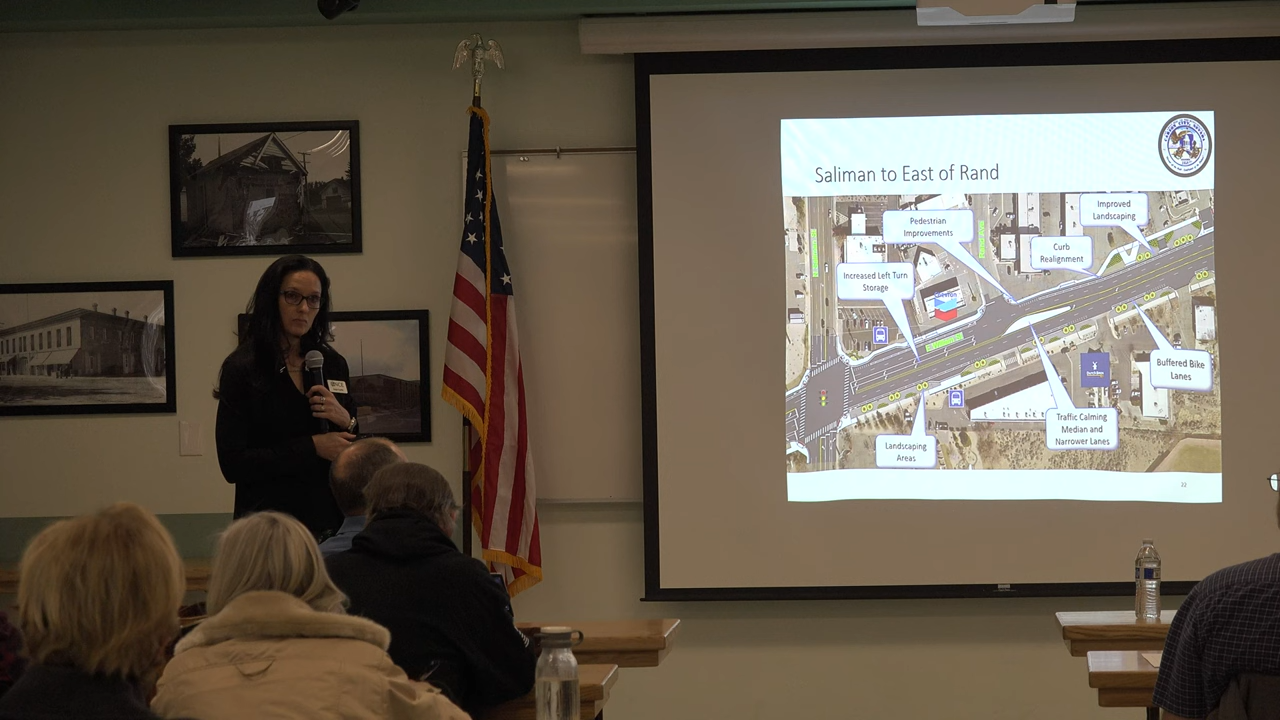 Saliman to East of Rand
Improved
Landscaping
Pedestrian
Improvements
Curb
Realignment
Increased Left Turn
Storage
Buffered Bike
Lanes
Traffic Calming
Median and
Narrower Lanes
Landscaping
Areas
22